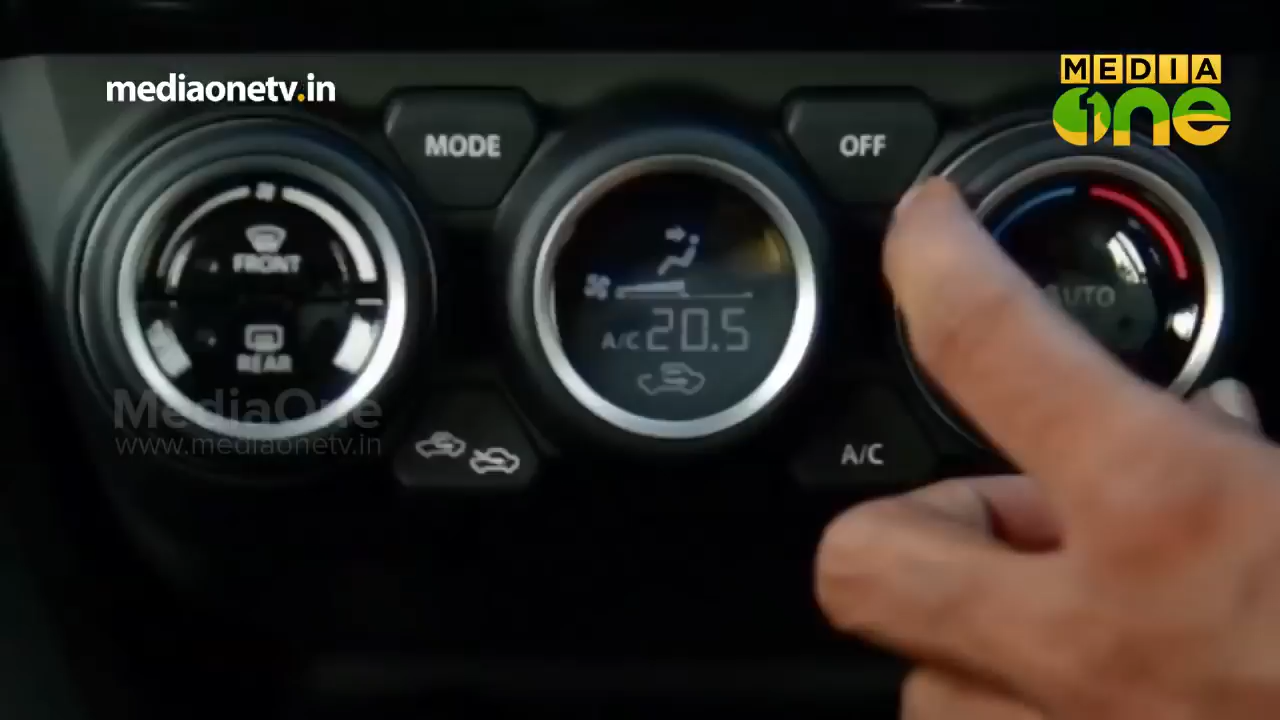 mediaonetv.in
MEDIA
one
MODE
OFF
FRONT
REAR
A/C 20.5
AUTO
A/C
MediaOne
www.mediaonetv.in